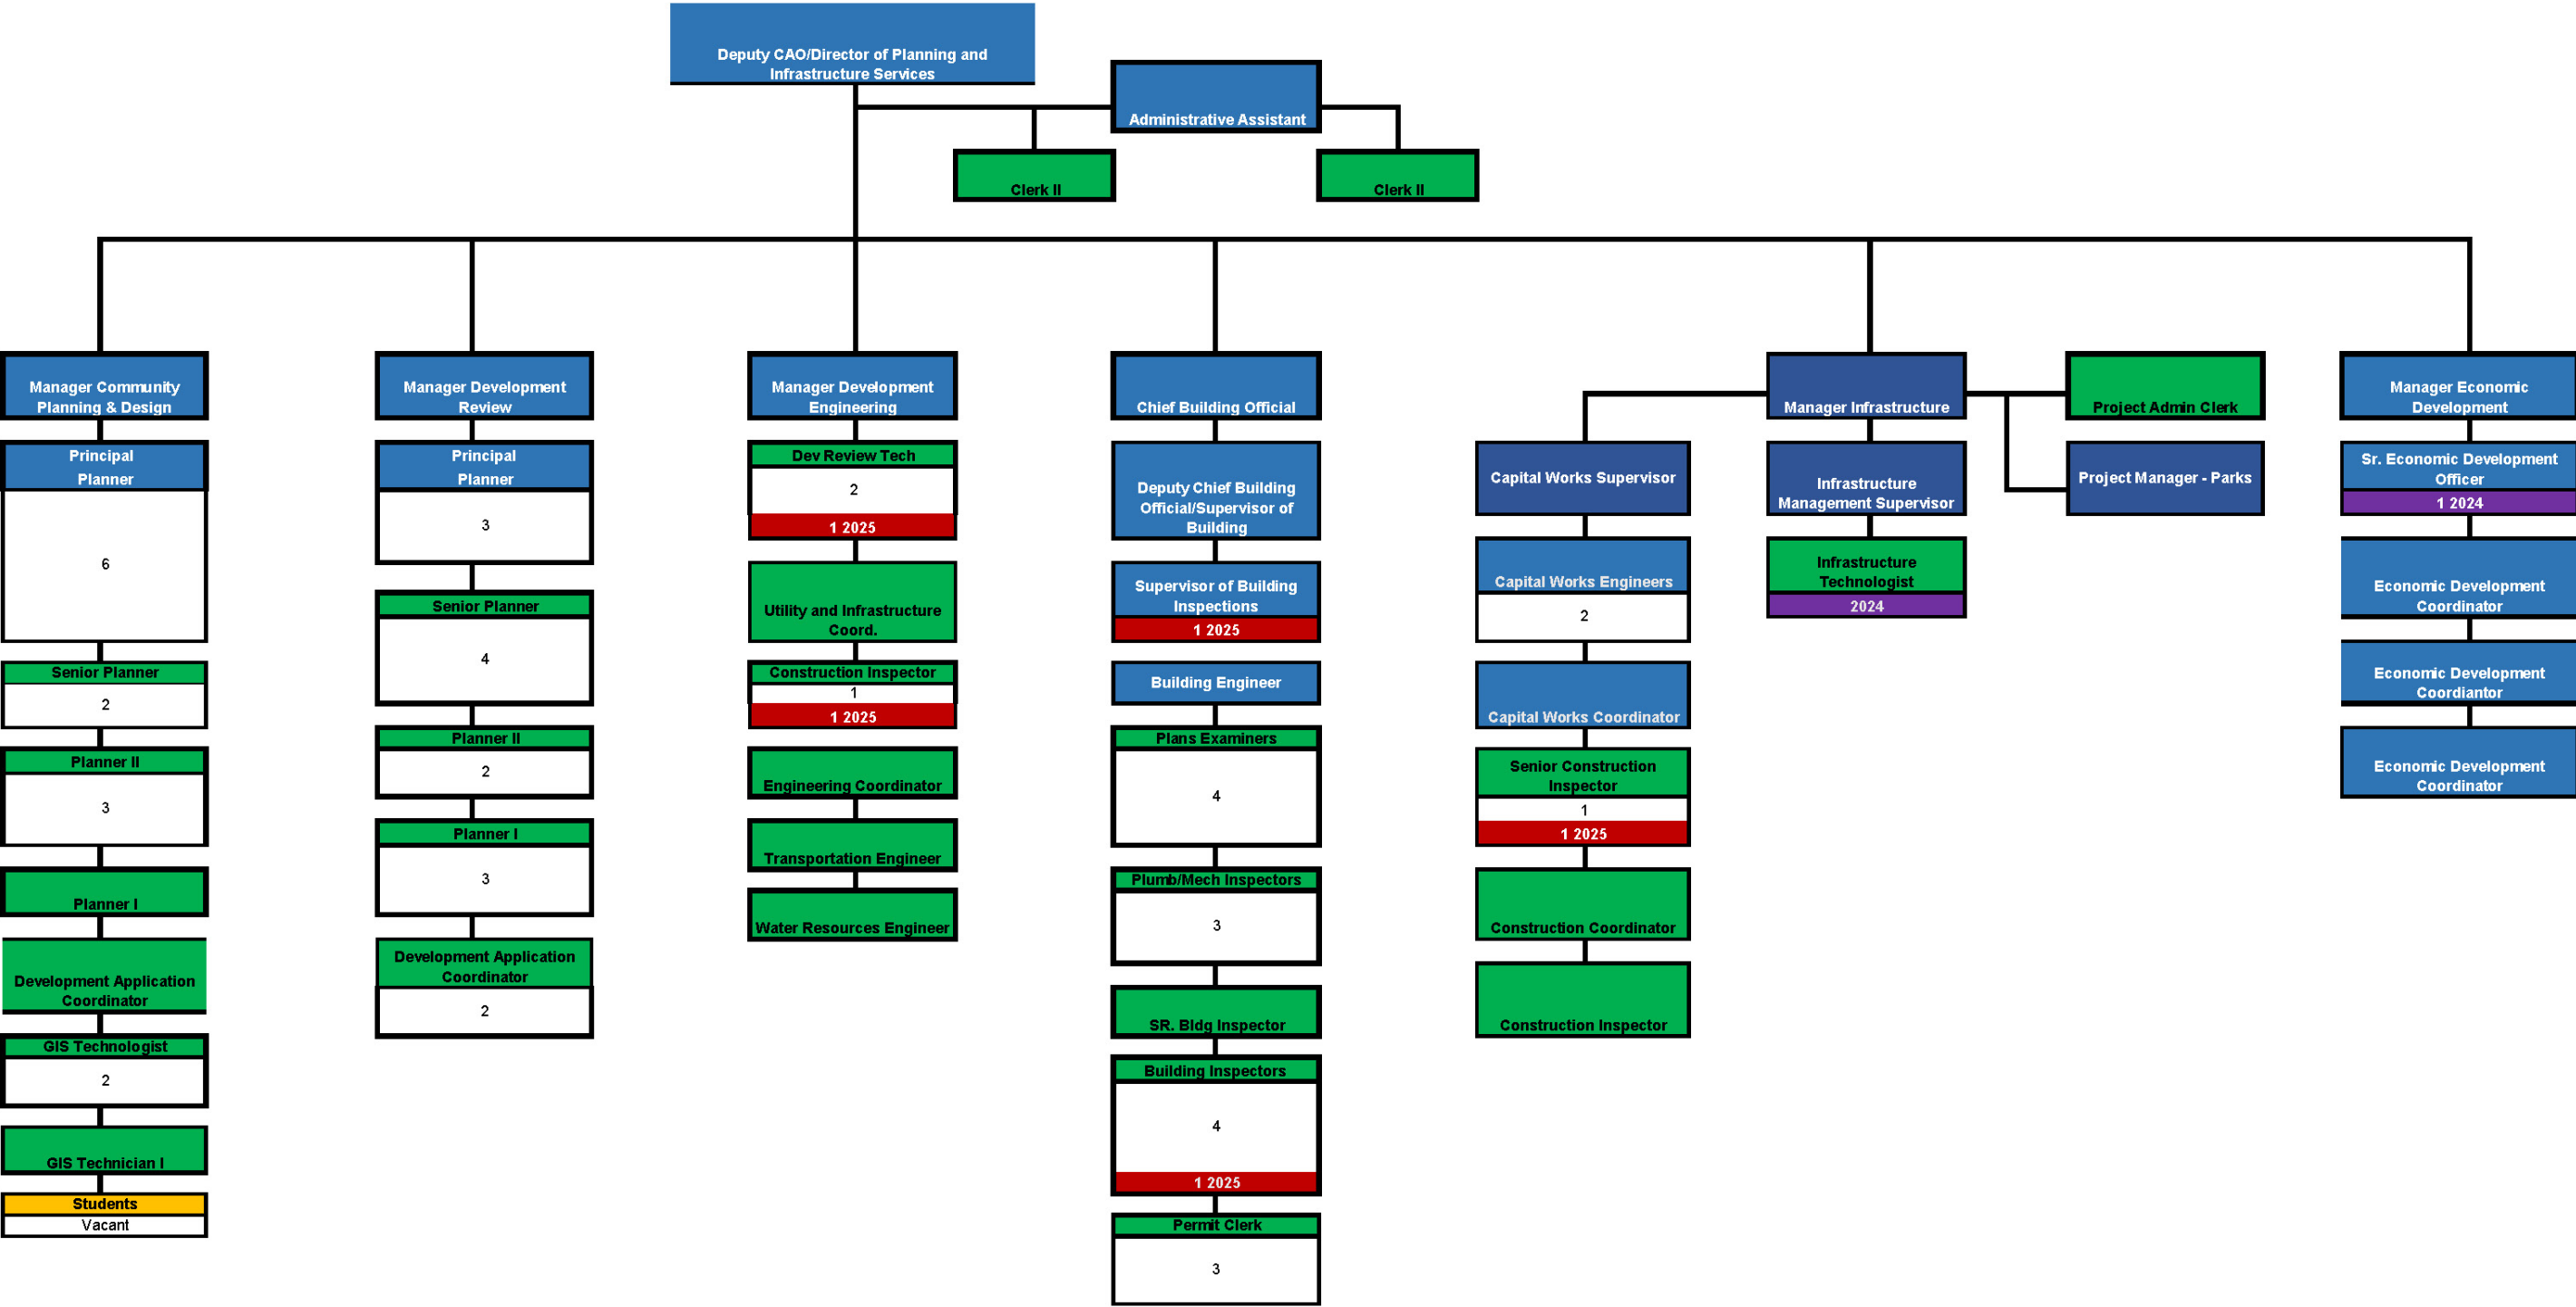 Deputy CAO/Director of Planning and
Infrastructure Services
Administrative Assistant
Clerk II
Clerk II
Manager Community
Planning & Design
Principal
Planner
6
Senior Planner
2
Planner II
3
Planner I
Development Application
Coordinator
GIS Technologist
2
GIS Technician I
Students
Vacant
Manager Development
Review
Principal
Planner
3
Senior Planner
4
Planner II
2
Planner I
3
Development Application
Coordinator
2
Manager Development
Engineering
Dev Review Tech
2
1 2025
Utility and Infrastructure
Coord.
Construction Inspector
1
1 2025
Engineering Coordinator
Transportation Engineer
Water Resources Engineer
Chief Building Official
Deputy Chief Building
Official/Supervisor of
Building
Supervisor of Building
Inspections
1 2025
Building Engineer
Plans Examiners
4
Plumb/Mech Inspectors
3
SR. Bldg Inspector
Building Inspectors
4
1 2025
Permit Clerk
3
Manager Infrastructure
Project Admin Clerk
Capital Works Supervisor
Capital Works Engineers
2
Capital Works Coordinator
Senior Construction
Inspector
1
1 2025
Construction Coordinator
Construction Inspector
Infrastructure
Management Supervisor
Infrastructure
Technologist
2024
Project Manager - Parks
Manager Economic
Development
Sr. Economic Development
Officer
1 2024
Economic Development
Coordinator
Economic Development
Coordiantor
Economic Development
Coordinator